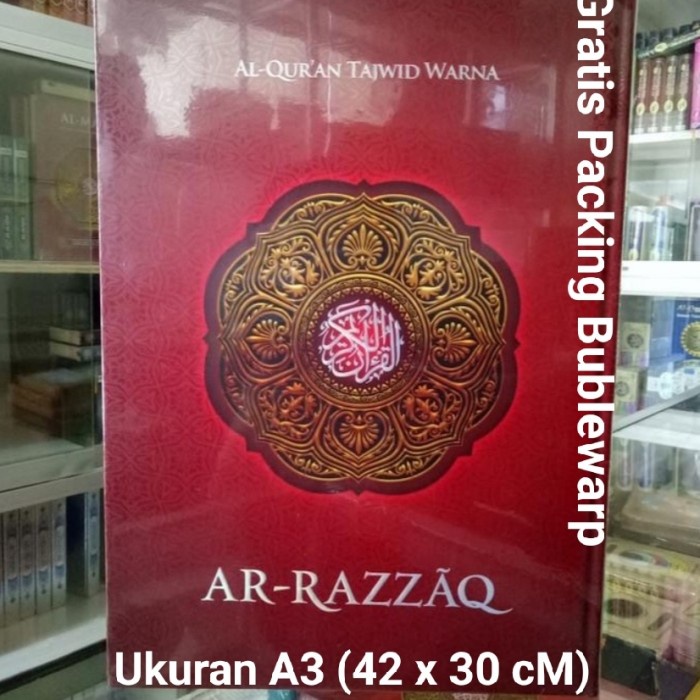 AL-QUR'AN TAJWID WARNA
القرآن الكريم
AR-RAZZÃQ
Ukuran A3 (42 x 30 cM)
Gratis Packing Bublewarp